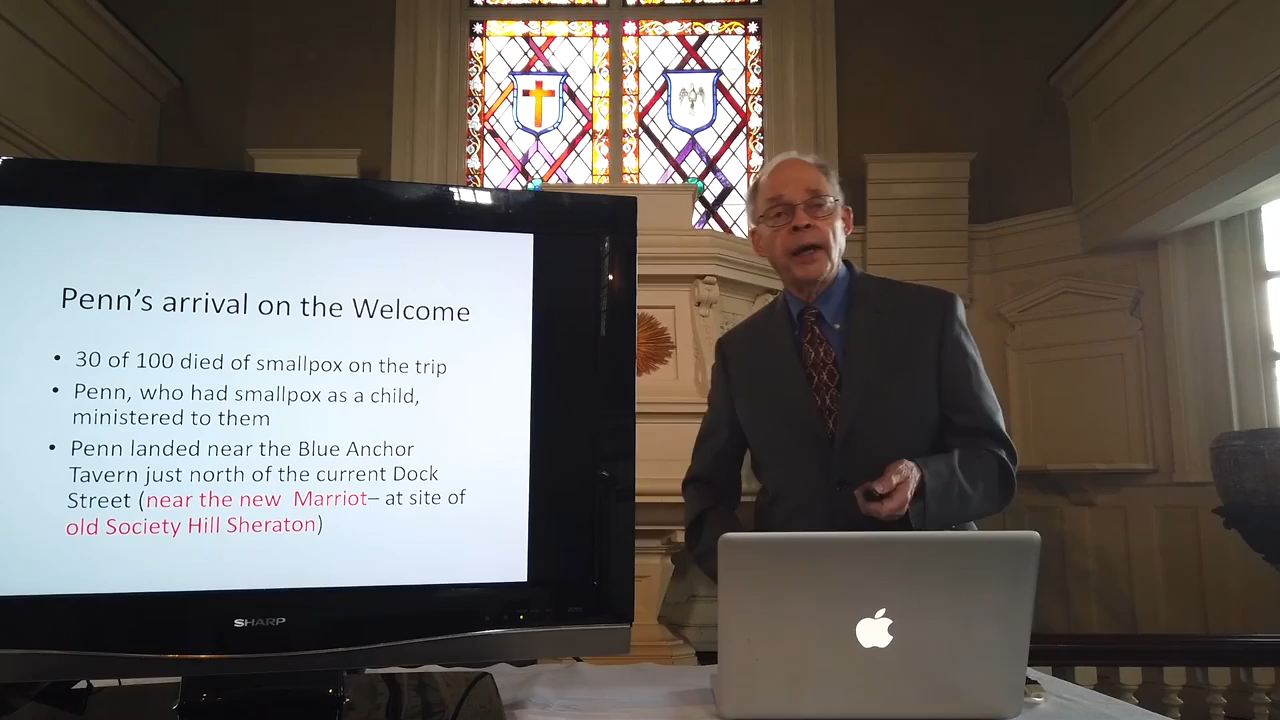 Penn's arrival on the Welcome
• 30 of 100 died of smallpox on the trip
• Penn, who had smallpox as a child,
ministered to them
• Penn landed near the Blue Anchor
Tavern just north of the current Dock
Street (near the new  Marriot– at site of
old Society Hill Sheraton)
SHARP